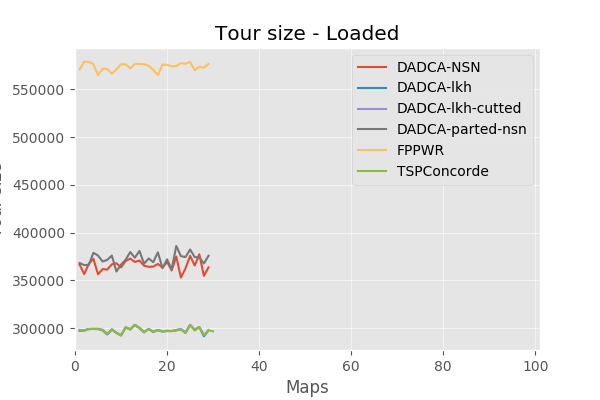 Tour size - Loaded
DADCA-NSN
DADCA-lkh
DADCA-lkh-cutted
DADCA-parted-nsn
FPPWR
TSPConcorde
550000
500000
450000
400000
350000
300000
0 20 40 60 80 100
Maps